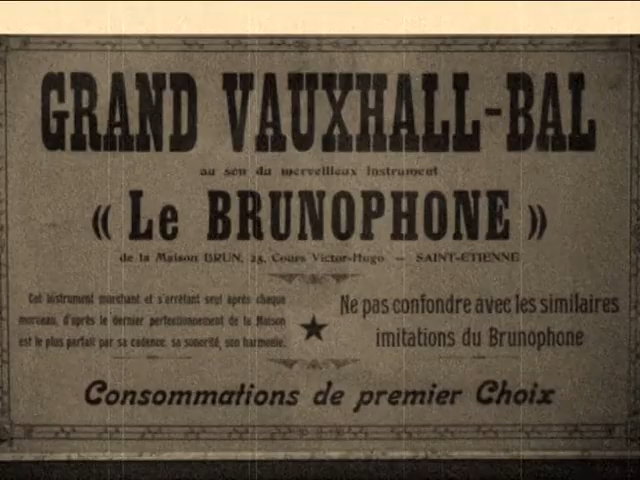 GRAND VAUXHALL-BAL
au son du merveilleux Instrument
« Le BRUNOPHONE »
de la Maison BRUN, 25, Cours Victor-Hugo — SAINT-ETIENNE
Cet Instrument marchant et s'arrêtant seul après chaque
morceau, d'après le dernier perfectionnement de la Maison
est le plus parfait par sa cadence, sa sonorité, son harmonie.
★
Ne pas confondre avec les similaires
imitations du Brunophone
Consommations de premier Choix